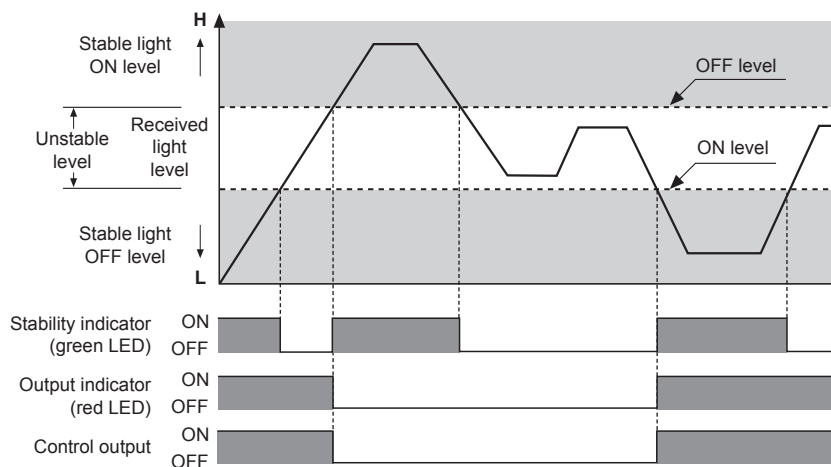 H
Stable light
ON level
OFF level
Unstable
level
Received
light
level
ON level
Stable light
OFF level
L
Stability indicator
(green LED)
ON
OFF
Output indicator
(red LED)
ON
OFF
Control output
ON
OFF